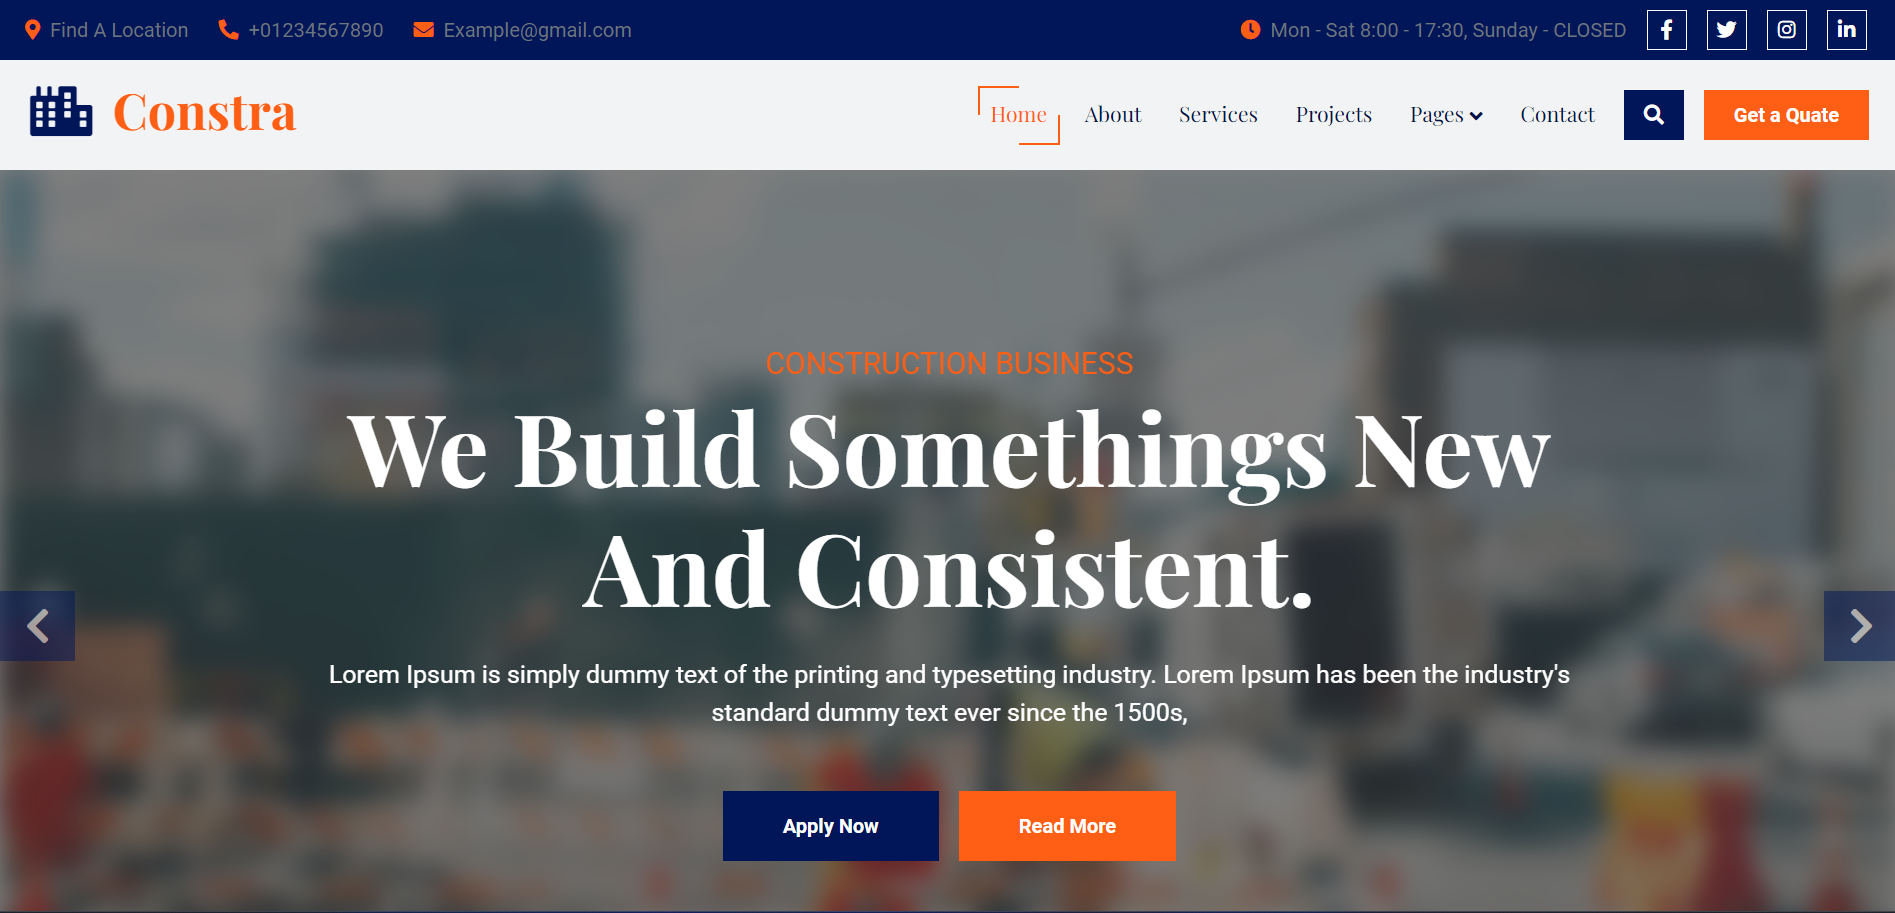 Find A Location +01234567890 Example@gmail.com Mon - Sat 8:00 - 17:30, Sunday - CLOSED
Constra Home About Services Projects Pages Contact Get a Quate
CONSTRUCTION BUSINESS
We Build Somethings New
And Consistent.
Lorem Ipsum is simply dummy text of the printing and typesetting industry. Lorem Ipsum has been the industry's
standard dummy text ever since the 1500s,
Apply Now Read More